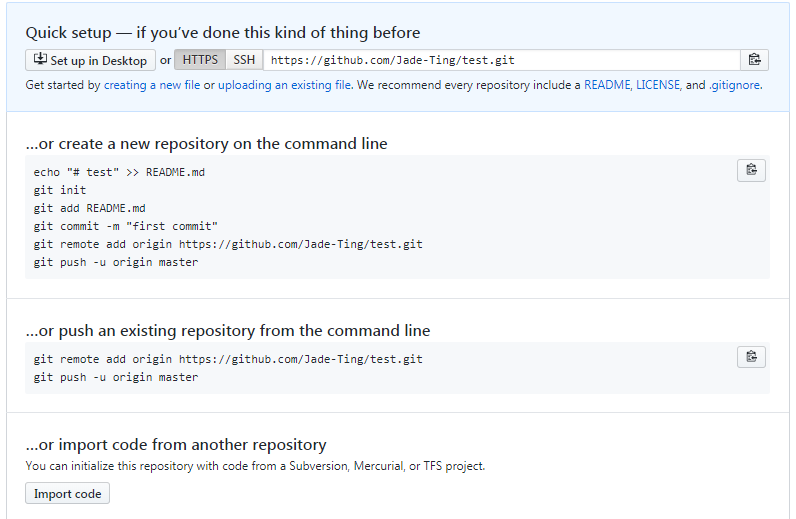 Quick setup — if you’ve done this kind of thing before
Set up in Desktop or HTTPS SSH https://github.com/Jade-Ting/test.git
Get started by creating a new file or uploading an existing file. We recommend every repository include a README, LICENSE, and .gitignore.
…or create a new repository on the command line
echo "# test" >> README.md
git init
git add README.md
git commit -m "first commit"
git remote add origin https://github.com/Jade-Ting/test.git
git push -u origin master
…or push an existing repository from the command line
git remote add origin https://github.com/Jade-Ting/test.git
git push -u origin master
…or import code from another repository
You can initialize this repository with code from a Subversion, Mercurial, or TFS project.
Import code